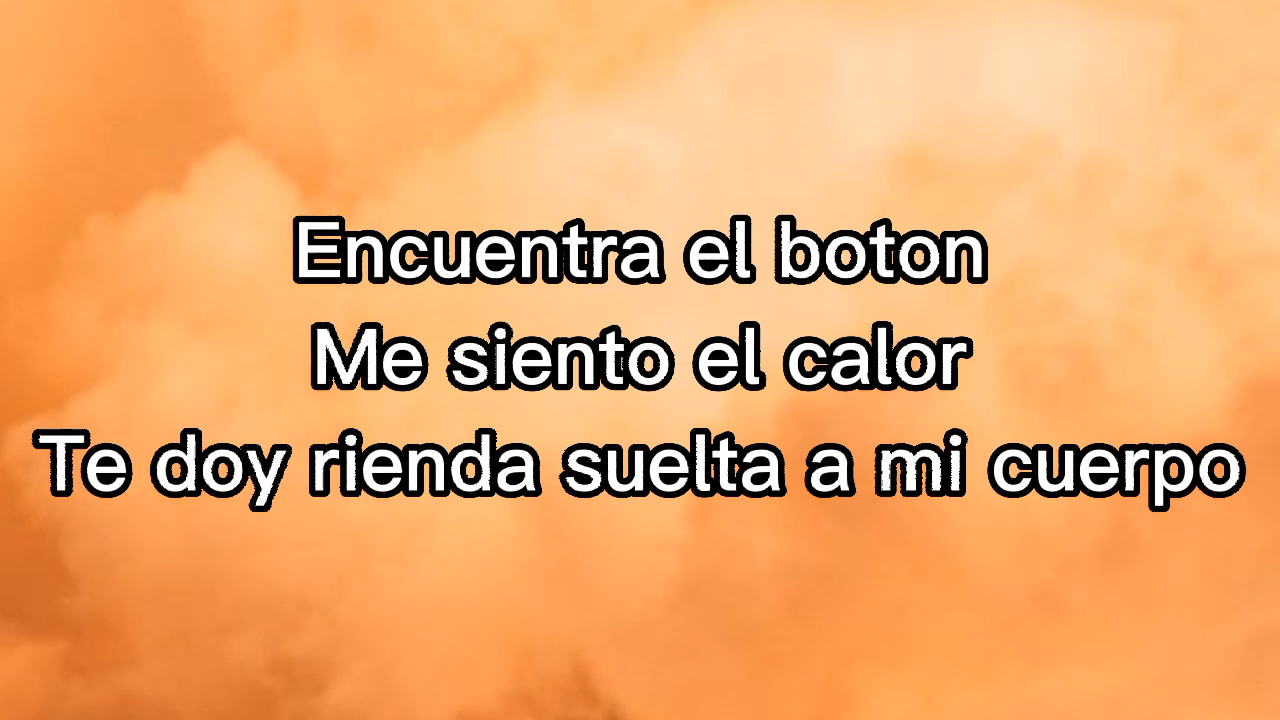 Encuentra el boton
Me siento el calor
Te doy rienda suelta a mi cuerpo